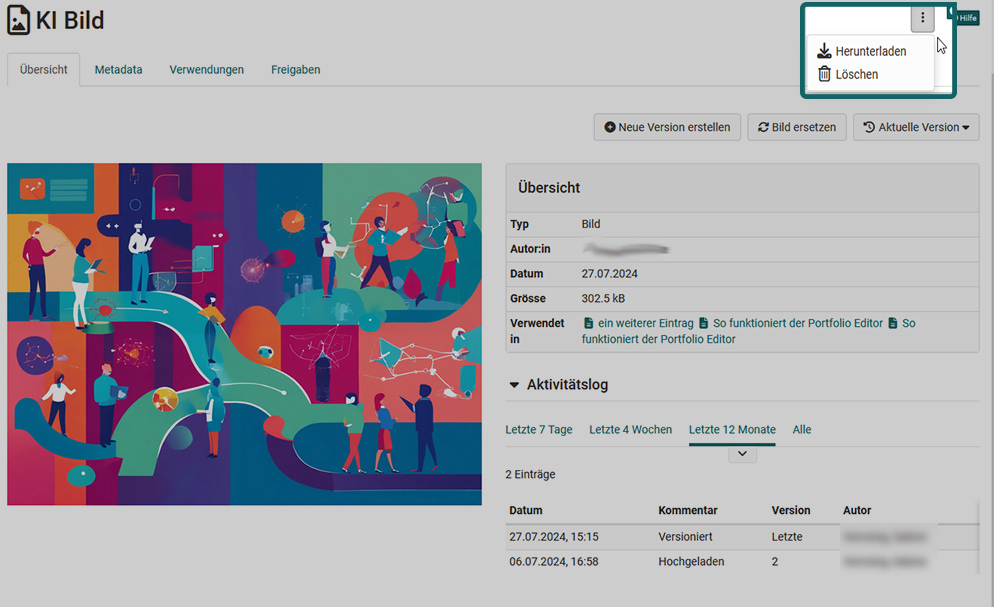 KI Bild
Hilfe
Herunterladen
Löschen
Übersicht Metadata Verwendungen Freigaben
Neue Version erstellen Bild ersetzen Aktuelle Version
Übersicht
Typ Bild
Autor:in
Datum 27.07.2024
Grösse 302.5 kB
Verwendet ein weiterer Eintrag So funktioniert der Portfolio Editor So
in funktioniert der Portfolio Editor
Aktivitätslog
Letzte 7 Tage Letzte 4 Wochen Letzte 12 Monate Alle
2 Einträge
Datum Kommentar Version Autor
27.07.2024, 15:15 Versioniert Letzte
06.07.2024, 16:58 Hochgeladen 2